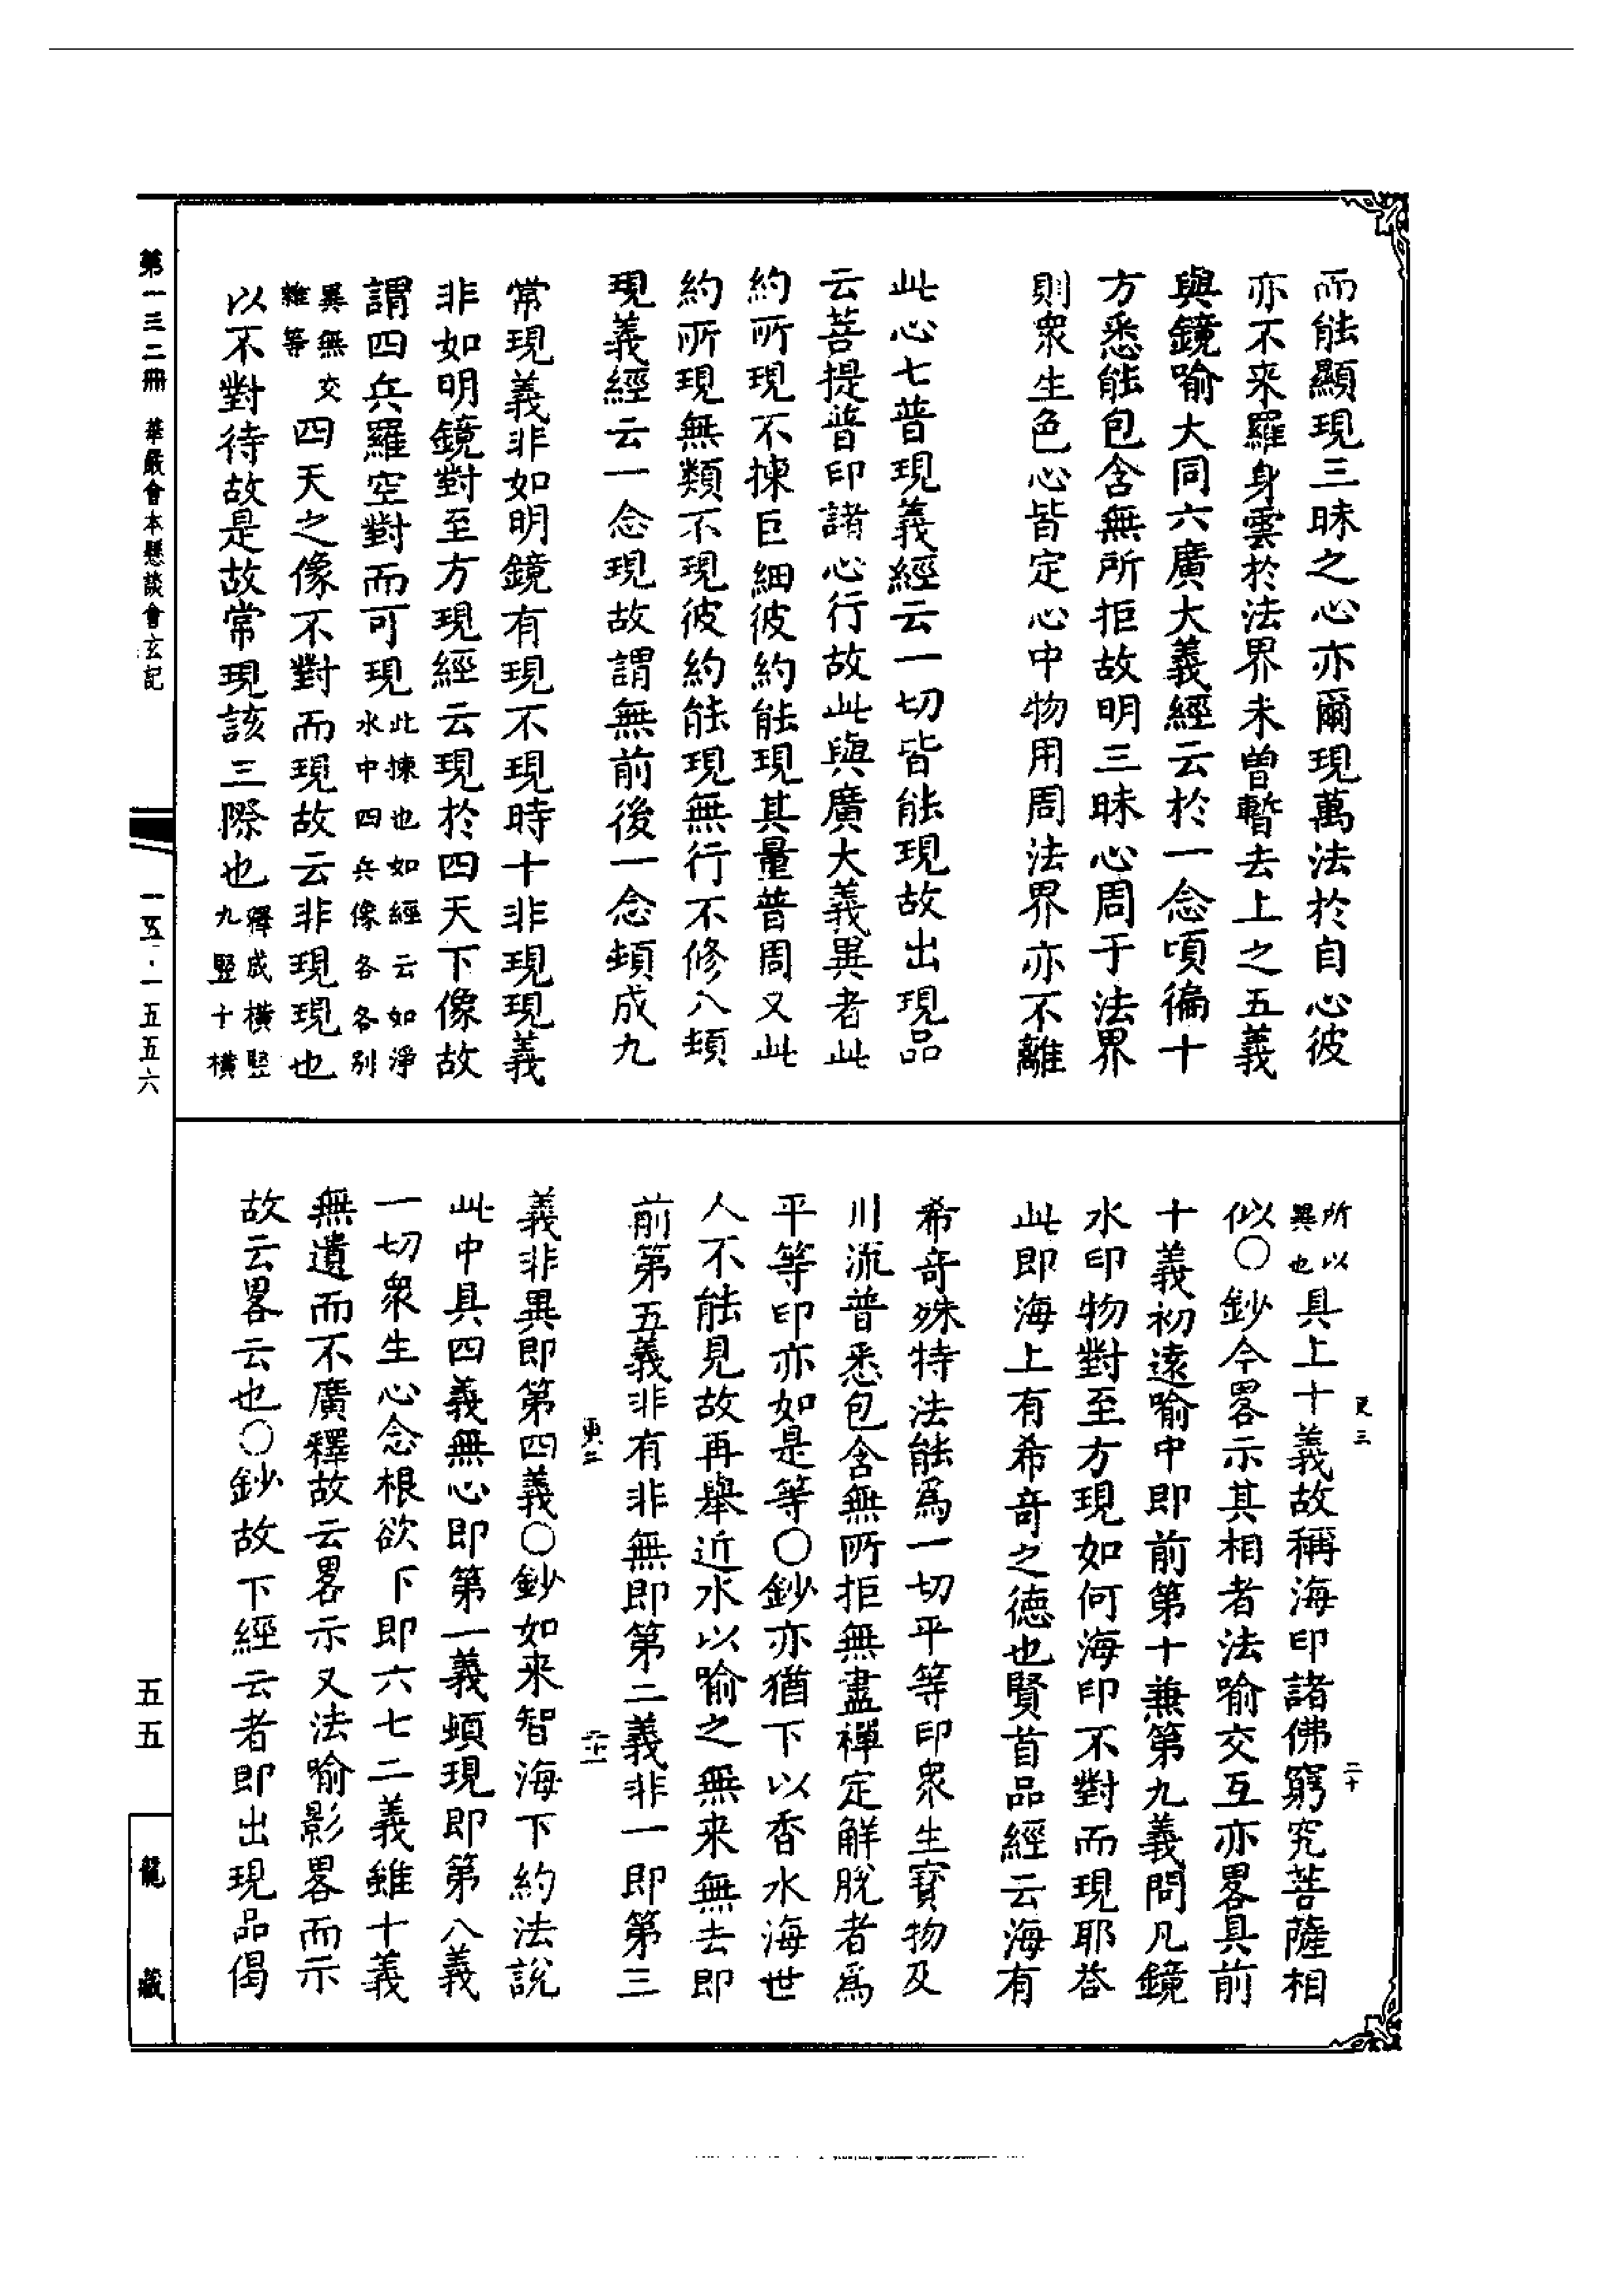 而能顯現三昧之心亦爾現萬法於自心彼
亦不来羅身雲於法界未曽暫去上之五義
與鏡喻大同六廣大義經云於一念頃徧十
方悉能包含無所拒故明三昧心周于法界
則衆生色心皆定心中物用周法界亦不離
此心七普現義經云一切皆能現故出現品
云菩提普印諸心行故此與廣大義異者此
約所現不揀巨細彼約能現其量普周又此
約所現無類不現彼約能現無行不修八頓
現義經云一念現故謂無前後一念頓成九
常現義非如明鏡有現不現時十非現現義
非如明鏡對至方現經云現於四天下像故
謂四兵羅空對而可現此揀也如經云如淨水中四兵像各各別
異無交雜等四天之像不對而現故云非現現也
以不對待故是故常現該三際也釋成橫竪九竪十橫
所以異也具上十義故稱海印諸佛窮究菩薩相
似〇鈔今畧示其相者法喻交互亦畧具前
十義初遠喻中即前第十兼第九義問凡鏡
水印物對至方現如何海印不對而現耶荅
此即海上有希竒之德也賢首品經云海有
希竒殊特法能爲一切平等印衆生寶物及
川流普悉包含無所拒無盡禪定解脫者爲
平等印亦如是等〇鈔亦猶下以香水海世
人不能見故再舉近水以喻之無来無去即
前第五義非有非無即第二義非一即第三
義非異即第四義〇鈔如来智海下約法說
此中具四義無心即第一義頓現即第八義
一切衆生心念根欲下即六七二義雖十義
無遺而不廣釋故云畧示又法喻影畧而示
故云畧云也〇鈔故下經云者即出現品偈
更三
二十
更三
二十一
第一三二冊
華嚴會本懸談會玄記
一五·一五五六
五五
龍藏